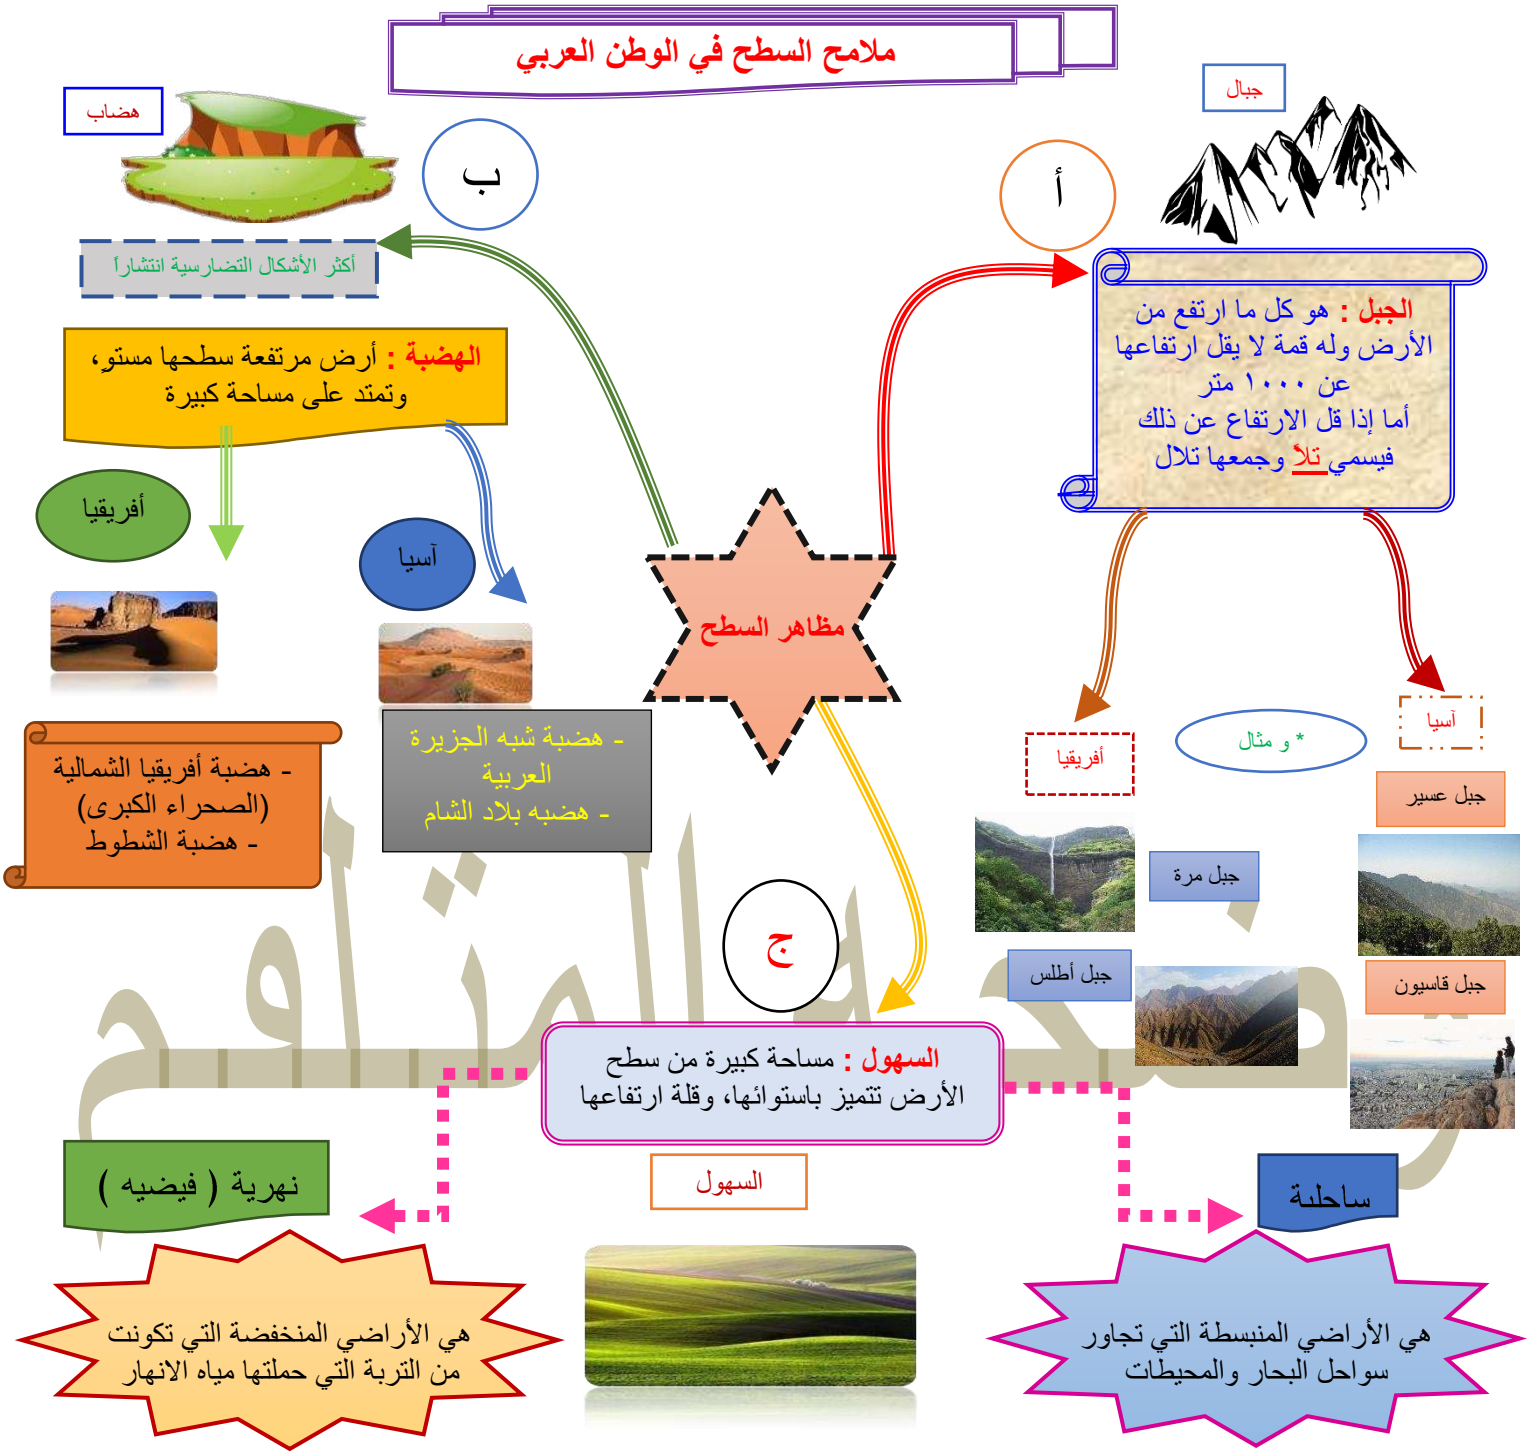 ملامح السطح في الوطن العربي
جبال
أ
الجبل : هو كل ما ارتفع من
الأرض وله قمة لا يقل ارتفاعها
عن ١٠٠٠ متر
أما إذا قل الارتفاع عن ذلك
فيسمي تلاً وجمعها تلال
آسيا
* و مثال
أفريقيا
جبل عسير
جبل قاسيون
جبل مرة
جبل أطلس
هضاب
ب
أكثر الأشكال التضارسية انتشاراً
الهضبة : أرض مرتفعة سطحها مستوٍ،
وتمتد على مساحة كبيرة
آسيا
- هضبة شبه الجزيرة
العربية
- هضبه بلاد الشام
أفريقيا
- هضبة أفريقيا الشمالية
(الصحراء الكبرى)
- هضبة الشطوط
مظاهر السطح
ج
السهول : مساحة كبيرة من سطح
الأرض تتميز باستوائها، وقلة ارتفاعها
السهول
ساحلية
هي الأراضي المنبسطة التي تجاور
سواحل البحار والمحيطات
نهرية ( فيضيه )
هي الأراضي المنخفضة التي تكونت
من التربة التي حملتها مياه الانهار